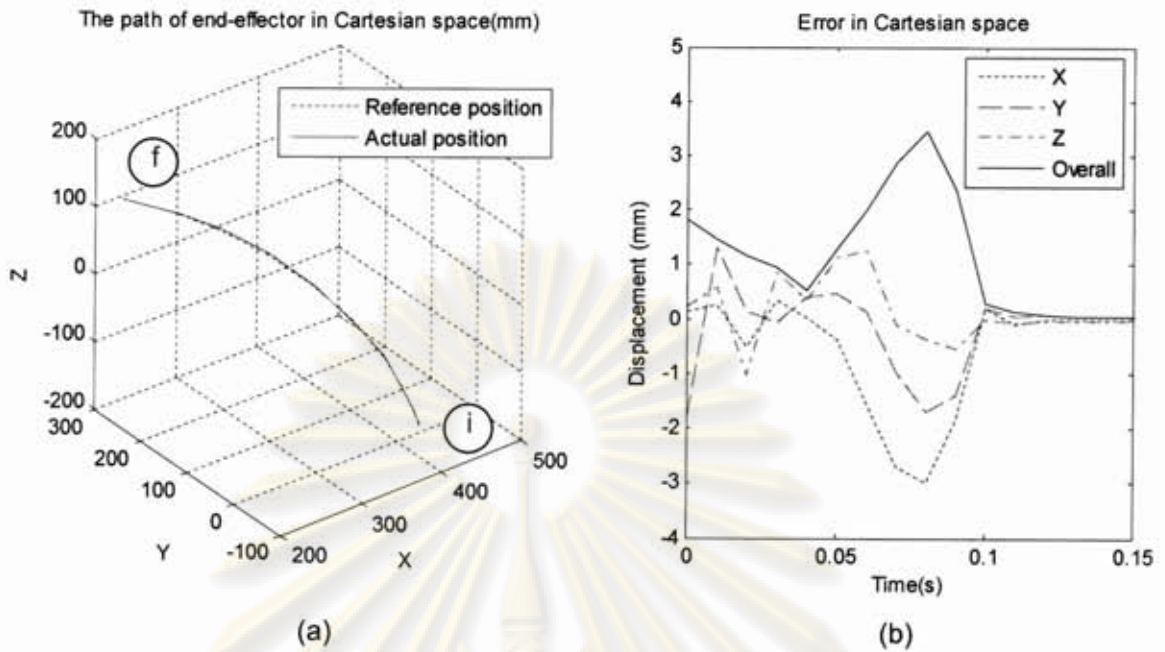 The path of end-effector in Cartesian space(mm)
Reference position
Actual position
f
i
Z
200
100
0
-100
-200
300
200
100
0
-100
Y
200
300
400
500
X
(a)
Error in Cartesian space
X
Y
Z
Overall
Displacement (mm)
5
4
3
2
1
0
-1
-2
-3
-4
0
0.05
0.1
0.15
Time(s)
(b)